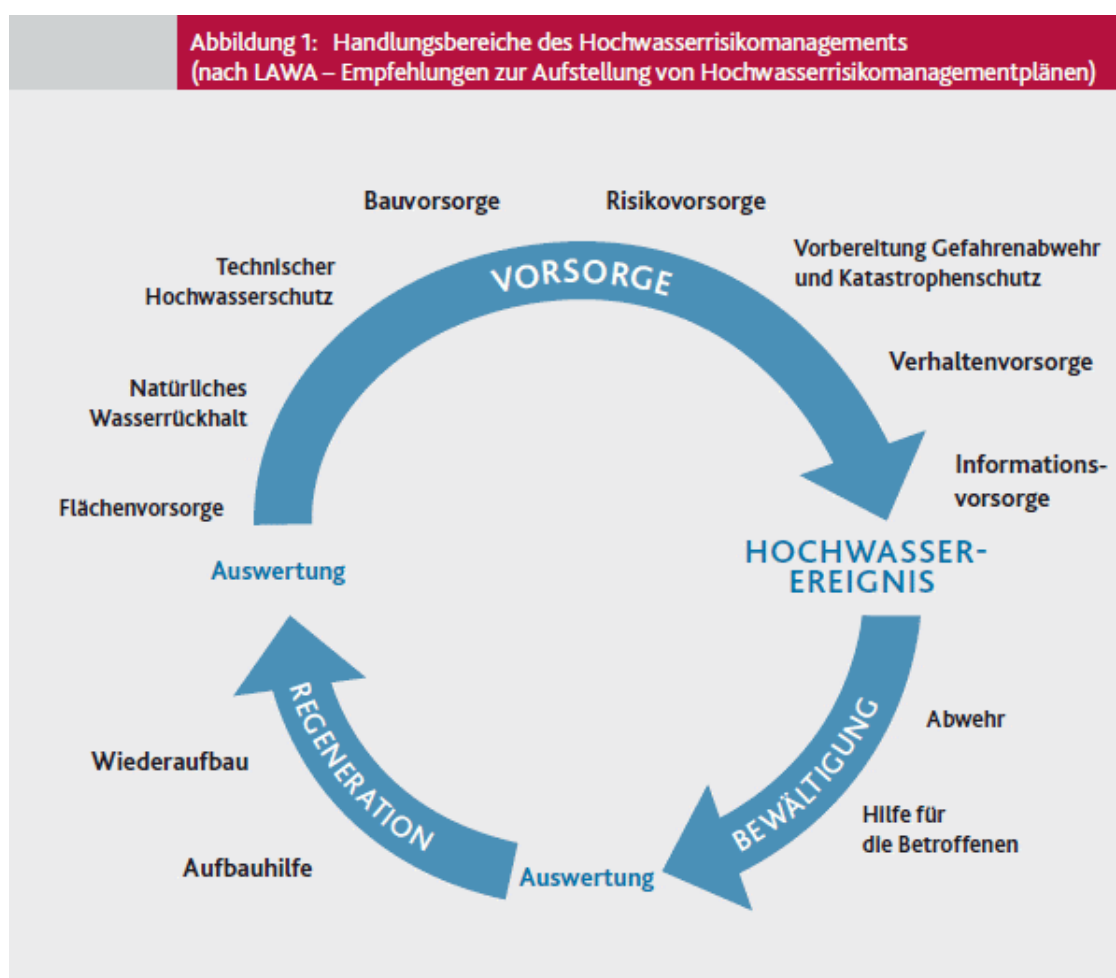 Abbildung 1: Handlungsbereiche des Hochwasserrisikomanagements
(nach LAWA – Empfehlungen zur Aufstellung von Hochwasserrisikomanagementplänen)
Bauvorsorge
Risikovorsorge
Technischer
Hochwasserschutz
VORSORGE
Vorbereitung Gefahrenabwehr
und Katastrophenschutz
Natürliches
Wasserrückhalt
Verhaltenvorsorge
Flächenvorsorge
Informations-
vorsorge
Auswertung
HOCHWASSER-
EREIGNIS
REGENERATION
BEWÄLTIGUNG
Abwehr
Wiederaufbau
Hilfe für
die Betroffenen
Aufbauhilfe
Auswertung